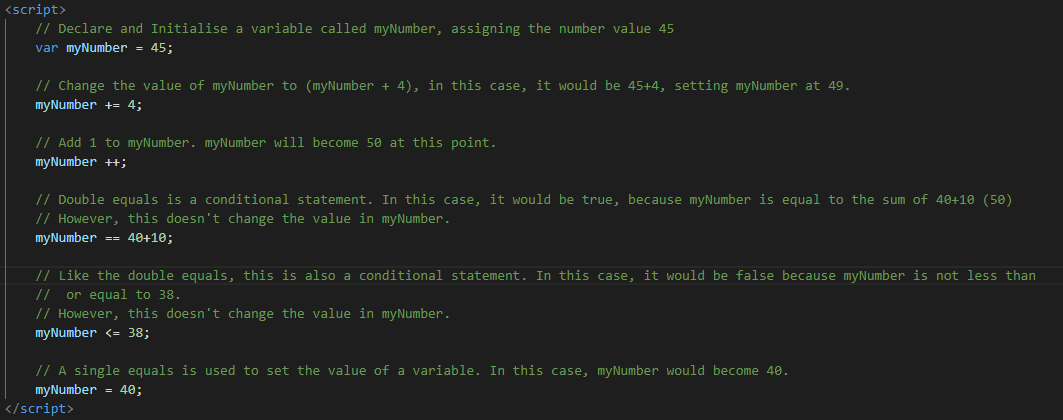 <script>
// Declare and Initialise a variable called myNumber, assigning the number value 45
var myNumber = 45;
// Change the value of myNumber to (myNumber + 4), in this case, it would be 45+4, setting myNumber at 49.
myNumber += 4;
// Add 1 to myNumber. myNumber will become 50 at this point.
myNumber ++;
// Double equals is a conditional statement. In this case, it would be true, because myNumber is equal to the sum of 40+10 (50)
// However, this doesn't change the value in myNumber.
myNumber == 40+10;
// Like the double equals, this is also a conditional statement. In this case, it would be false because myNumber is not less than
//  or equal to 38.
// However, this doesn't change the value in myNumber.
myNumber <= 38;
// A single equals is used to set the value of a variable. In this case, myNumber would become 40.
myNumber = 40;
</script>